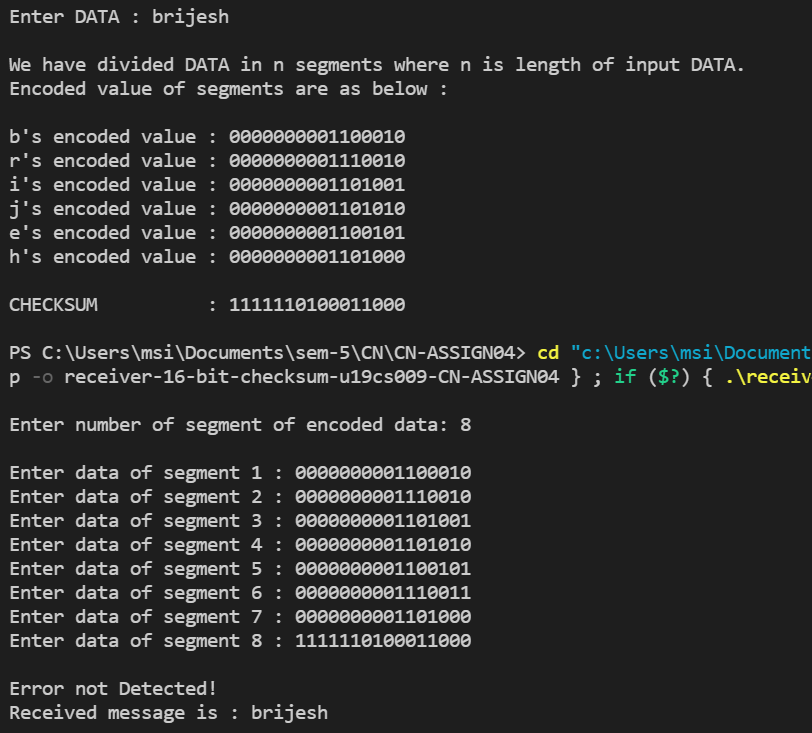 Enter DATA : brijesh
We have divided DATA in n segments where n is length of input DATA.
Encoded value of segments are as below :
b's encoded value : 0000000001100010
r's encoded value : 0000000001110010
i's encoded value : 0000000001101001
j's encoded value : 0000000001101010
e's encoded value : 0000000001100101
h's encoded value : 0000000001101000
CHECKSUM          : 1111110100011000
PS C:\Users\msi\Documents\sem-5\CN\CN-ASSIGN04> cd "c:\Users\msi\Document
p -o receiver-16-bit-checksum-u19cs009-CN-ASSIGN04 } ; if ($?) { .\receiv
Enter number of segment of encoded data: 8
Enter data of segment 1 : 0000000001100010
Enter data of segment 2 : 0000000001110010
Enter data of segment 3 : 0000000001101001
Enter data of segment 4 : 0000000001101010
Enter data of segment 5 : 0000000001100101
Enter data of segment 6 : 0000000001110011
Enter data of segment 7 : 0000000001101000
Enter data of segment 8 : 1111110100011000
Error not Detected!
Received message is : brijesh